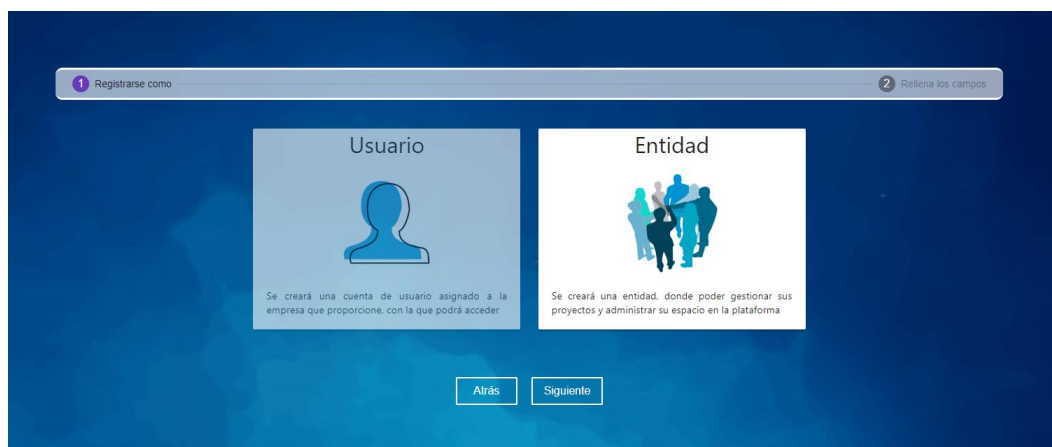 1 Registrarse como
2 Rellena los campos
Usuario
Se creará una cuenta de usuario asignado a la
empresa que proporcione, con la que podrá acceder
Entidad
Se creará una entidad, donde poder gestionar sus
proyectos y administrar su espacio en la plataforma
Atrás
Siguiente